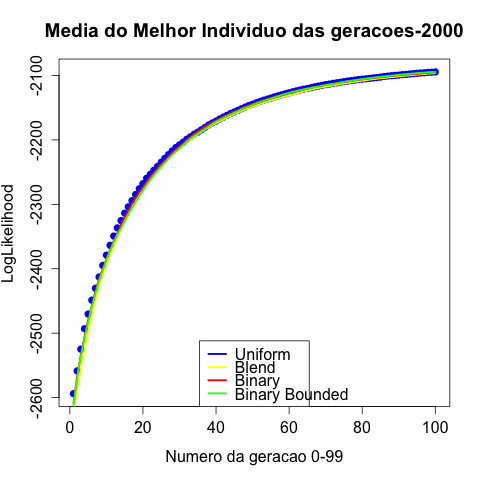 Media do Melhor Individuo das geracoes-2000
LogLikelihood
-2100
-2200
-2300
-2400
-2500
-2600
Uniform
Blend
Binary
Binary Bounded
0 20 40 60 80 100
Numero da geracao 0-99